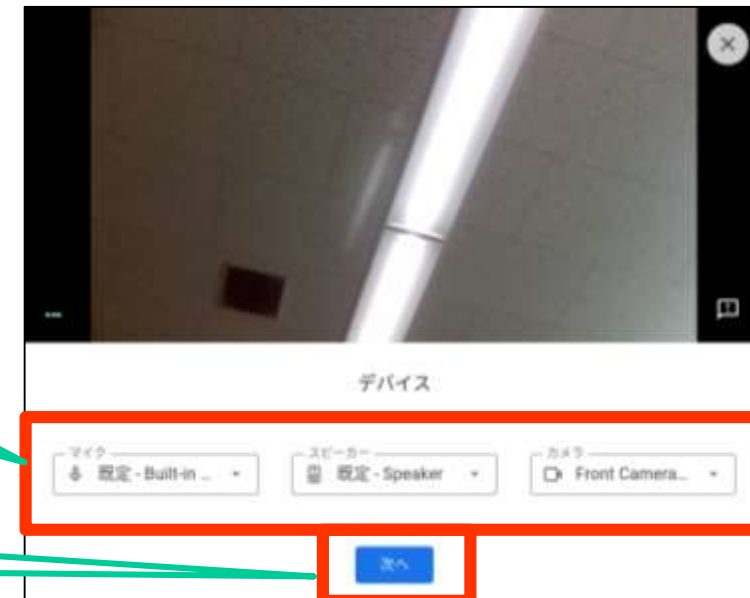 デバイス
マイク
既定 - Built-in ...
スピーカー
既定 - Speaker
カメラ
Front Camera...
次へ